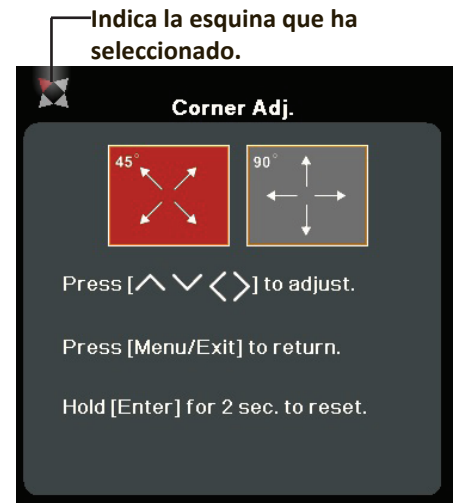 Indica la esquina que ha
seleccionado.
Corner Adj.
45° 90°
Press [∧ ∨ < >] to adjust.
Press [Menu/Exit] to return.
Hold [Enter] for 2 sec. to reset.